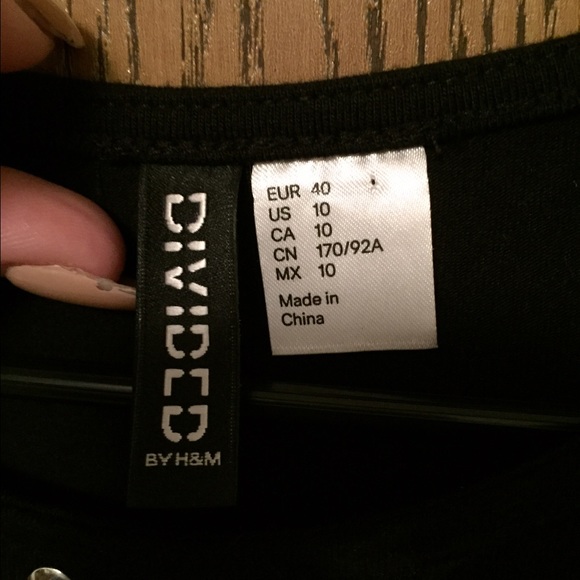 DIVIDED
BY H&M
EUR 40
US 10
CA 10
CN 170/92A
MX 10
Made in
China